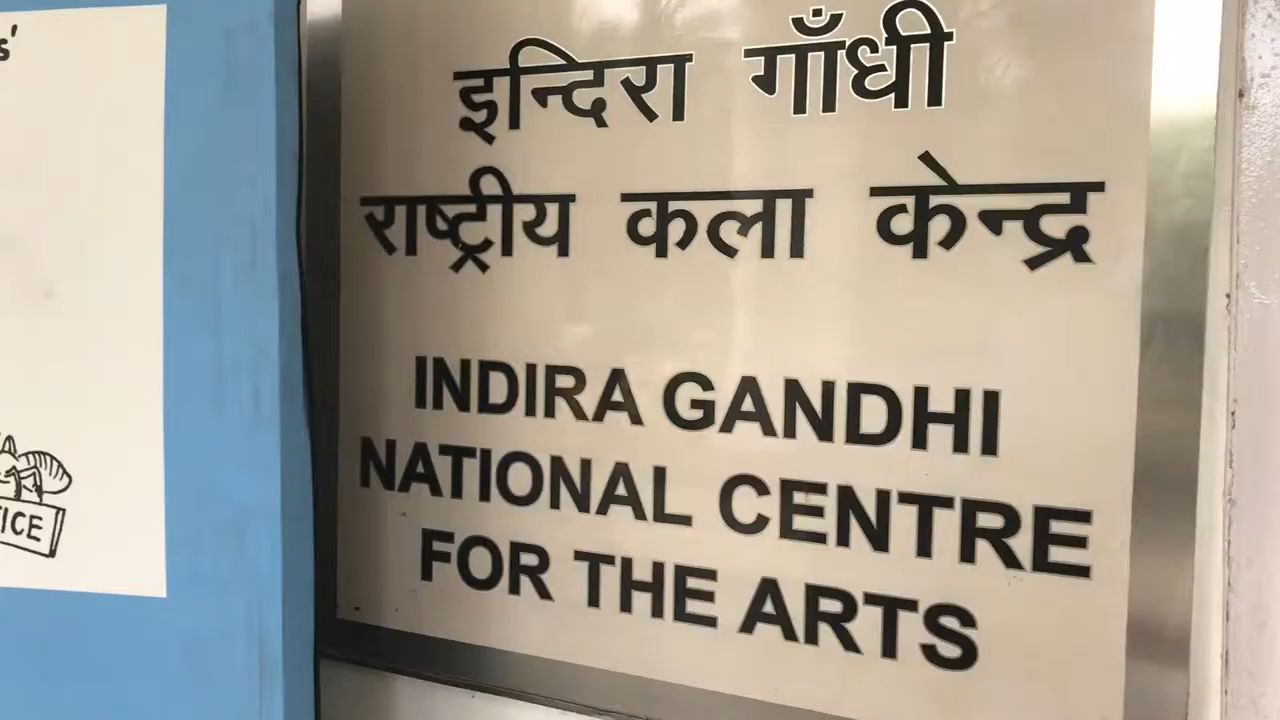 इन्दिरा गाँधी
राष्ट्रीय कला केन्द्र
INDIRA GANDHI
NATIONAL CENTRE
FOR THE ARTS